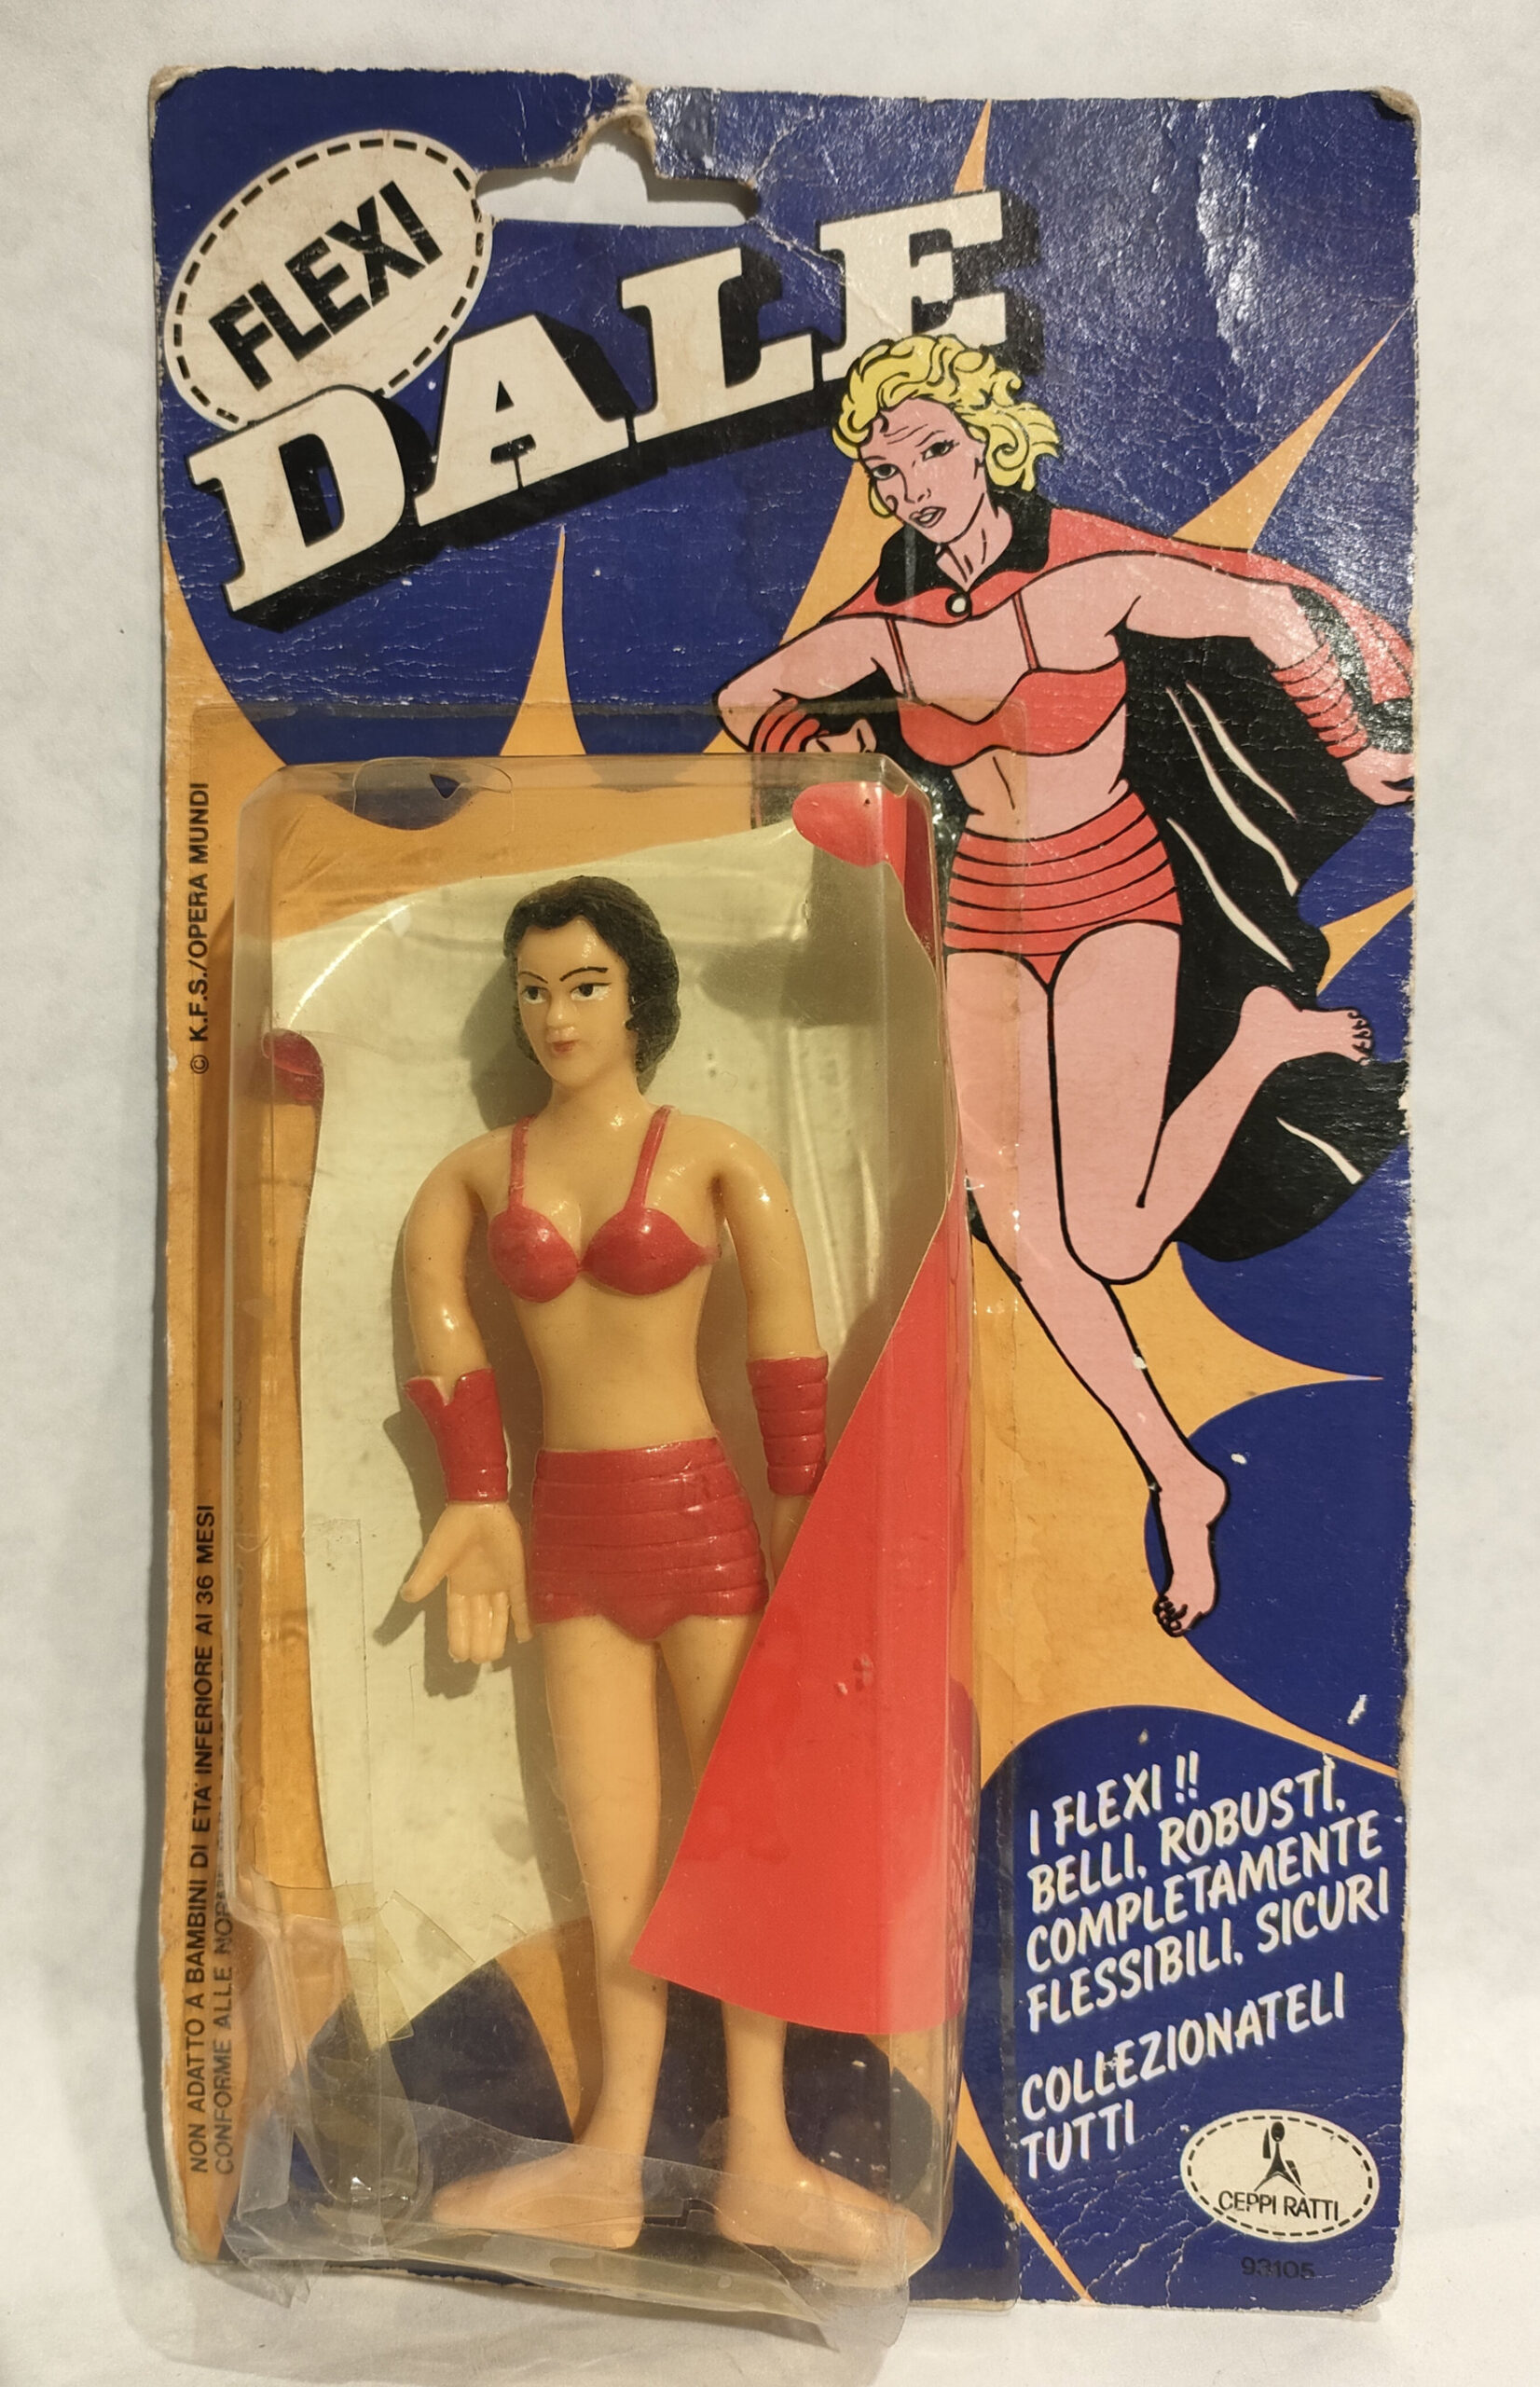 FLEXI
DALE
© K.F.S./OPERA MUNDI
NON ADATTO A BAMBINI DI ETA' INFERIORE AI 36 MESI
CONFORME ALLE
I FLEXI !!
BELLI, ROBUSTI,
COMPLETAMENTE
FLESSIBILI, SICURI
COLLEZIONATELI
TUTTI
CEPPI RATTI
93105